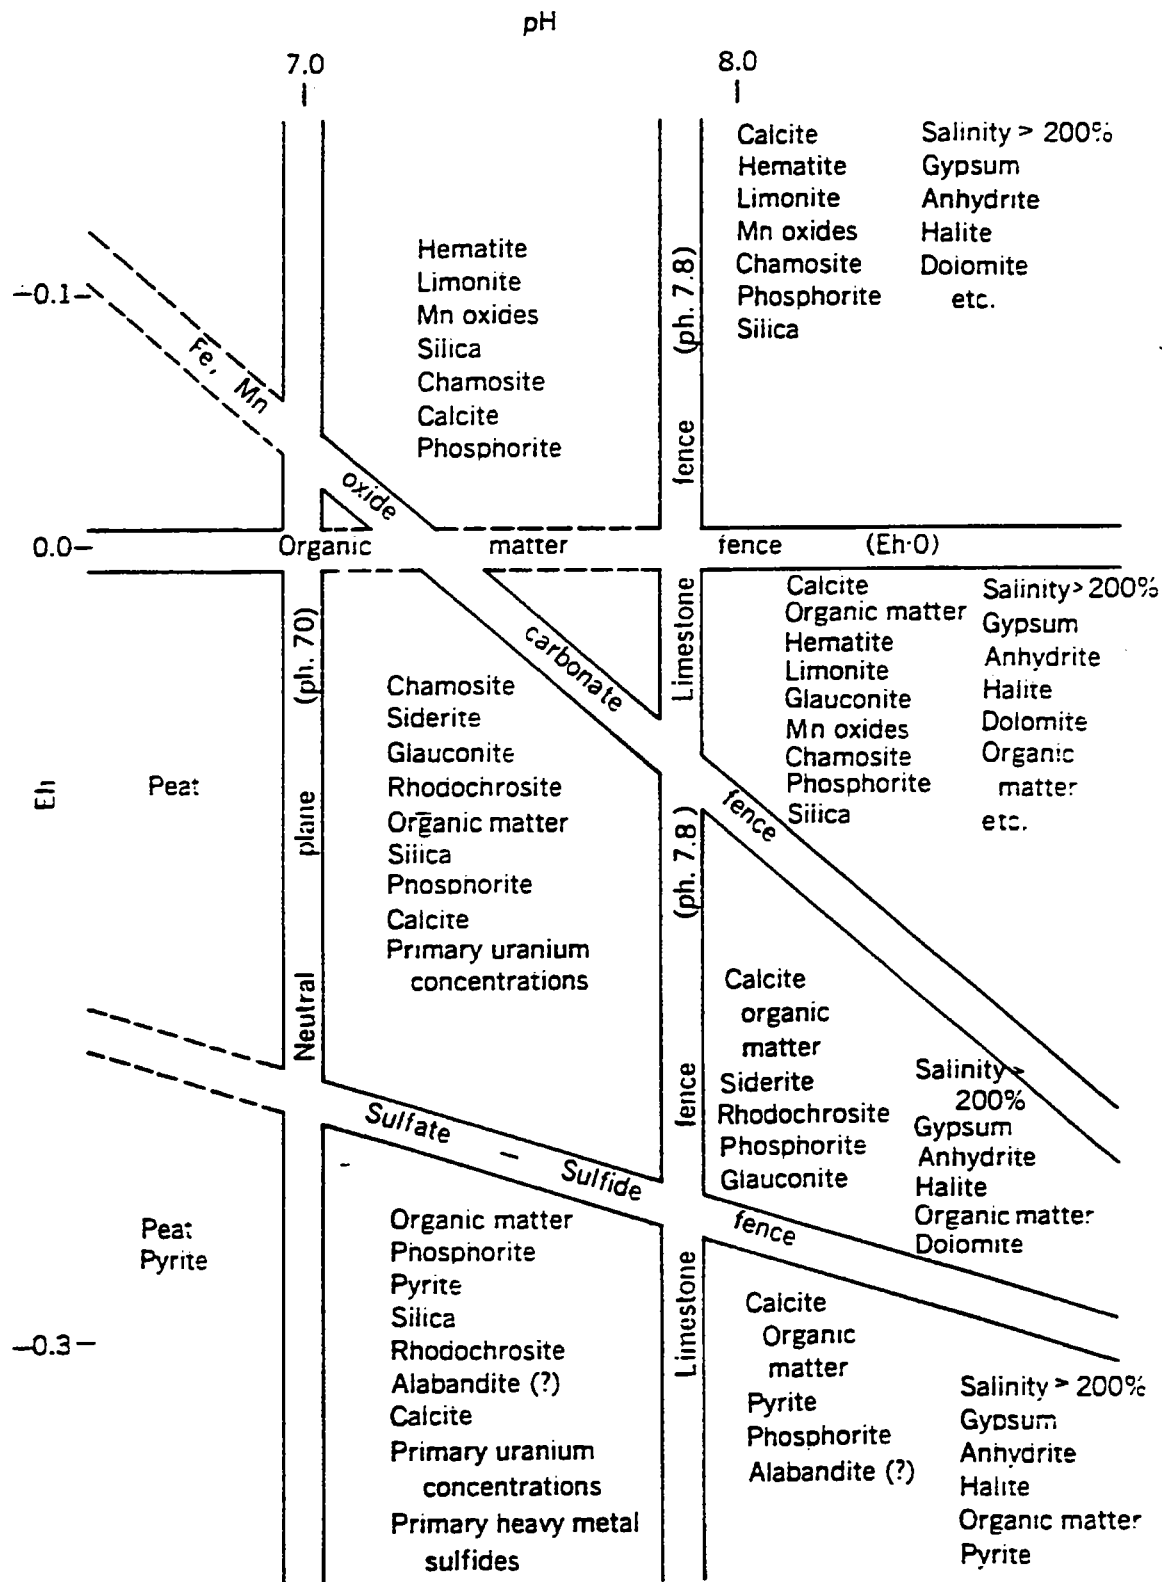 pH
7.0
8.0
Calcite
Hematite
Limonite
Mn oxides
Chamosite
Phosphorite
Silica
Salinity > 200%
Gypsum
Anhydrite
Halite
Dolomite
etc.
Hematite
Limonite
Mn oxides
Silica
Chamosite
Calcite
Phosphorite
fence (ph. 7.8)
−0.1−
Fe, Mn oxide carbonate fence
0.0−
Organic matter fence (Eh·0)
Eh
Neutral plane (ph. 70)
Limestone
fence (ph. 7.8)
Limestone
Peat
Chamosite
Siderite
Glauconite
Rhodochrosite
Organic matter
Silica
Phosphorite
Calcite
Primary uranium
concentrations
Calcite
Organic matter
Hematite
Limonite
Glauconite
Mn oxides
Chamosite
Phosphorite
Silica
Salinity> 200%
Gypsum
Anhydrite
Halite
Dolomite
Organic
matter
etc.
Calcite
organic
matter
Siderite
Rhodochrosite
Phosphorite
Glauconite
Salinity >
200%
Gypsum
Anhydrite
Halite
Organic matter
Dolomite
Sulfate - Sulfide fence
Peat
Pyrite
−0.3−
Organic matter
Phosphorite
Pyrite
Silica
Rhodochrosite
Alabandite (?)
Calcite
Primary uranium
concentrations
Primary heavy metal
sulfides
Calcite
Organic
matter
Pyrite
Phosphorite
Alabandite (?)
Salinity > 200%
Gypsum
Anhydrite
Halite
Organic matter
Pyrite